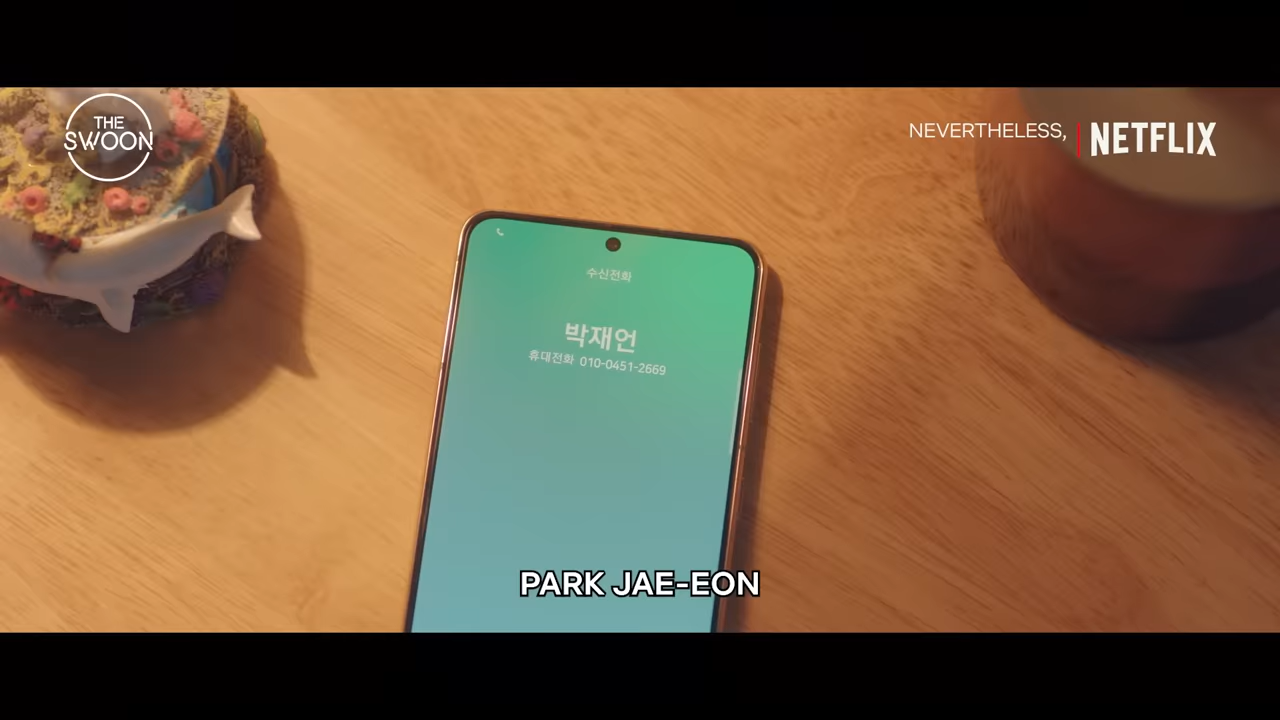 THE
SWOON
NEVERTHELESS,
NETFLIX
수신전화
박재언
휴대전화 010-0451-2669
PARK JAE-EON